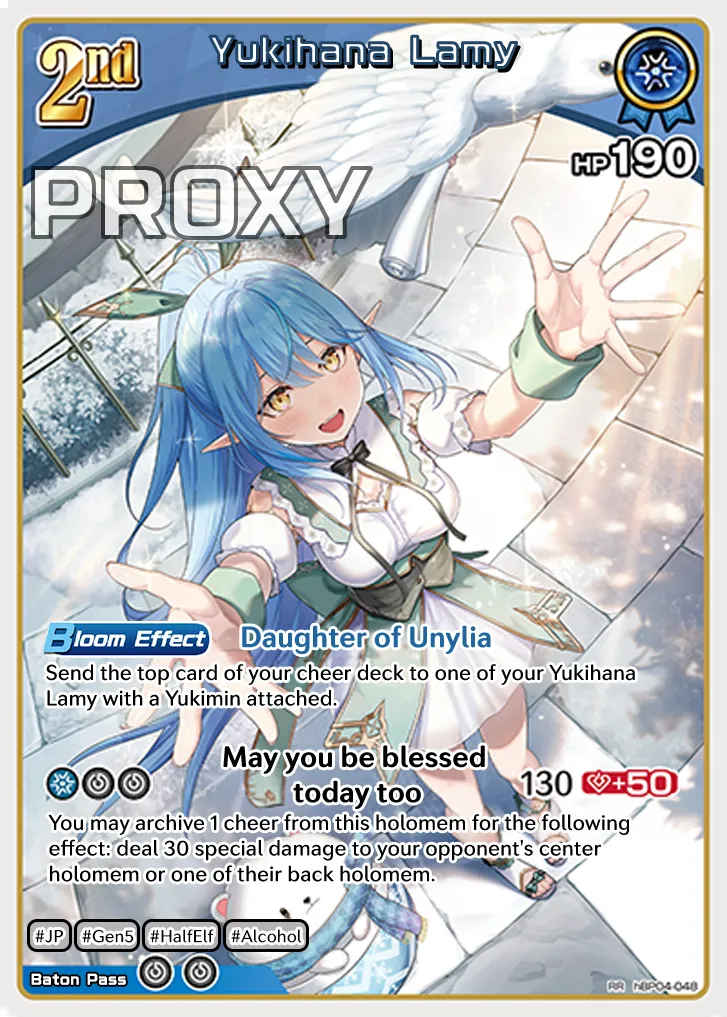 2nd
Yukihana Lamy
HP190
PROXY
Bloom Effect Daughter of Unylia
Send the top card of your cheer deck to one of your Yukihana
Lamy with a Yukimin attached.
May you be blessed
today too
130 +50
You may archive 1 cheer from this holomem for the following
effect: deal 30 special damage to your opponent's center
holomem or one of their back holomem.
#JP #Gen5 #HalfElf #Alcohol
Baton Pass
RR hBP04-048